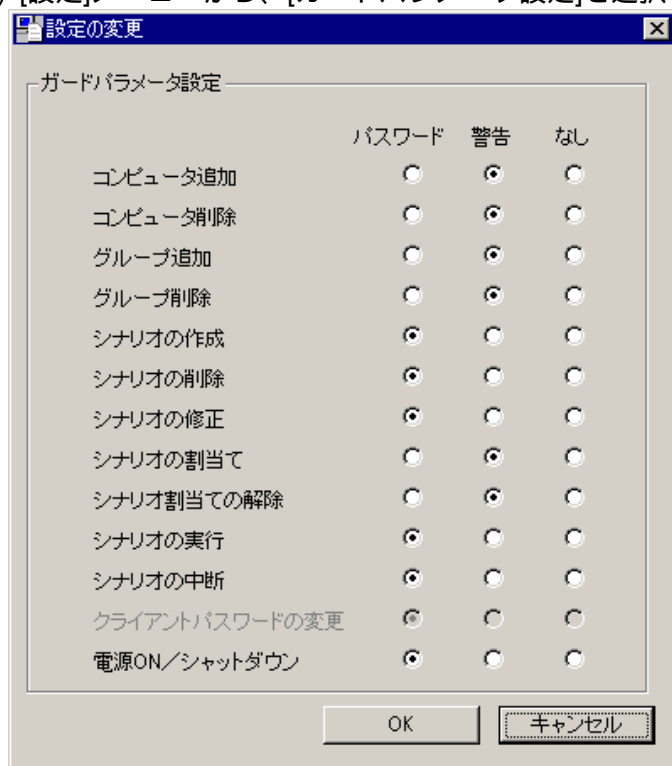 設定の変更
ガードパラメータ設定
パスワード 警告 なし
コンピュータ追加
コンピュータ削除
グループ追加
グループ削除
シナリオの作成
シナリオの削除
シナリオの修正
シナリオの割当て
シナリオ割当ての解除
シナリオの実行
シナリオの中断
クライアントパスワードの変更
電源ON／シャットダウン
OK キャンセル